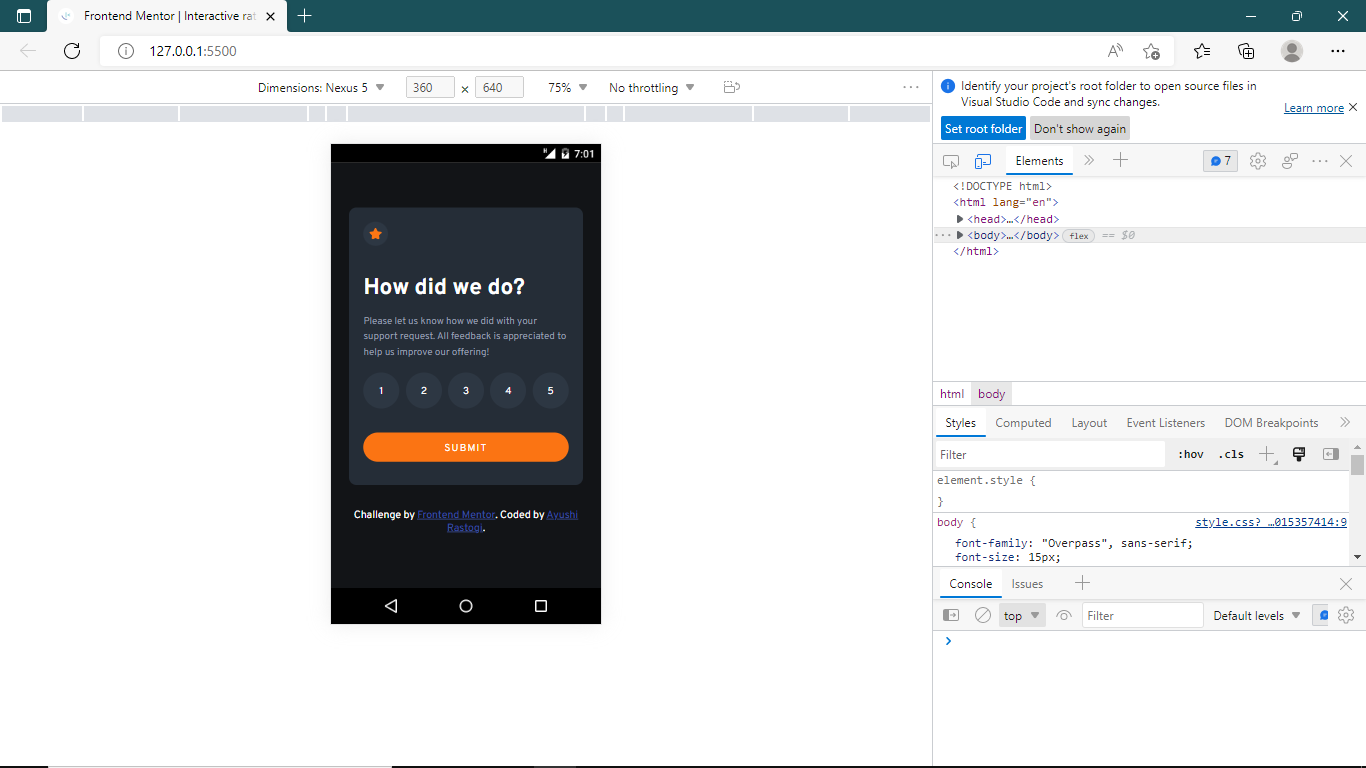 Frontend Mentor | Interactive rat
127.0.0.1:5500
Dimensions: Nexus 5 360 × 640 75% No throttling
Identify your project's root folder to open source files in
Visual Studio Code and sync changes.
Learn more
Set root folder Don't show again
Elements 7
<!DOCTYPE html>
<html lang="en">
<head>…</head>
<body>…</body> flex == $0
</html>
7:01
How did we do?
Please let us know how we did with your
support request. All feedback is appreciated to
help us improve our offering!
1 2 3 4 5
SUBMIT
Challenge by Frontend Mentor. Coded by Ayushi
Rastogi.
html body
Styles Computed Layout Event Listeners DOM Breakpoints
Filter :hov .cls
element.style {
}
body { style.css? …015357414:9
font-family: "Overpass", sans-serif;
font-size: 15px;
Console Issues
top Filter Default levels